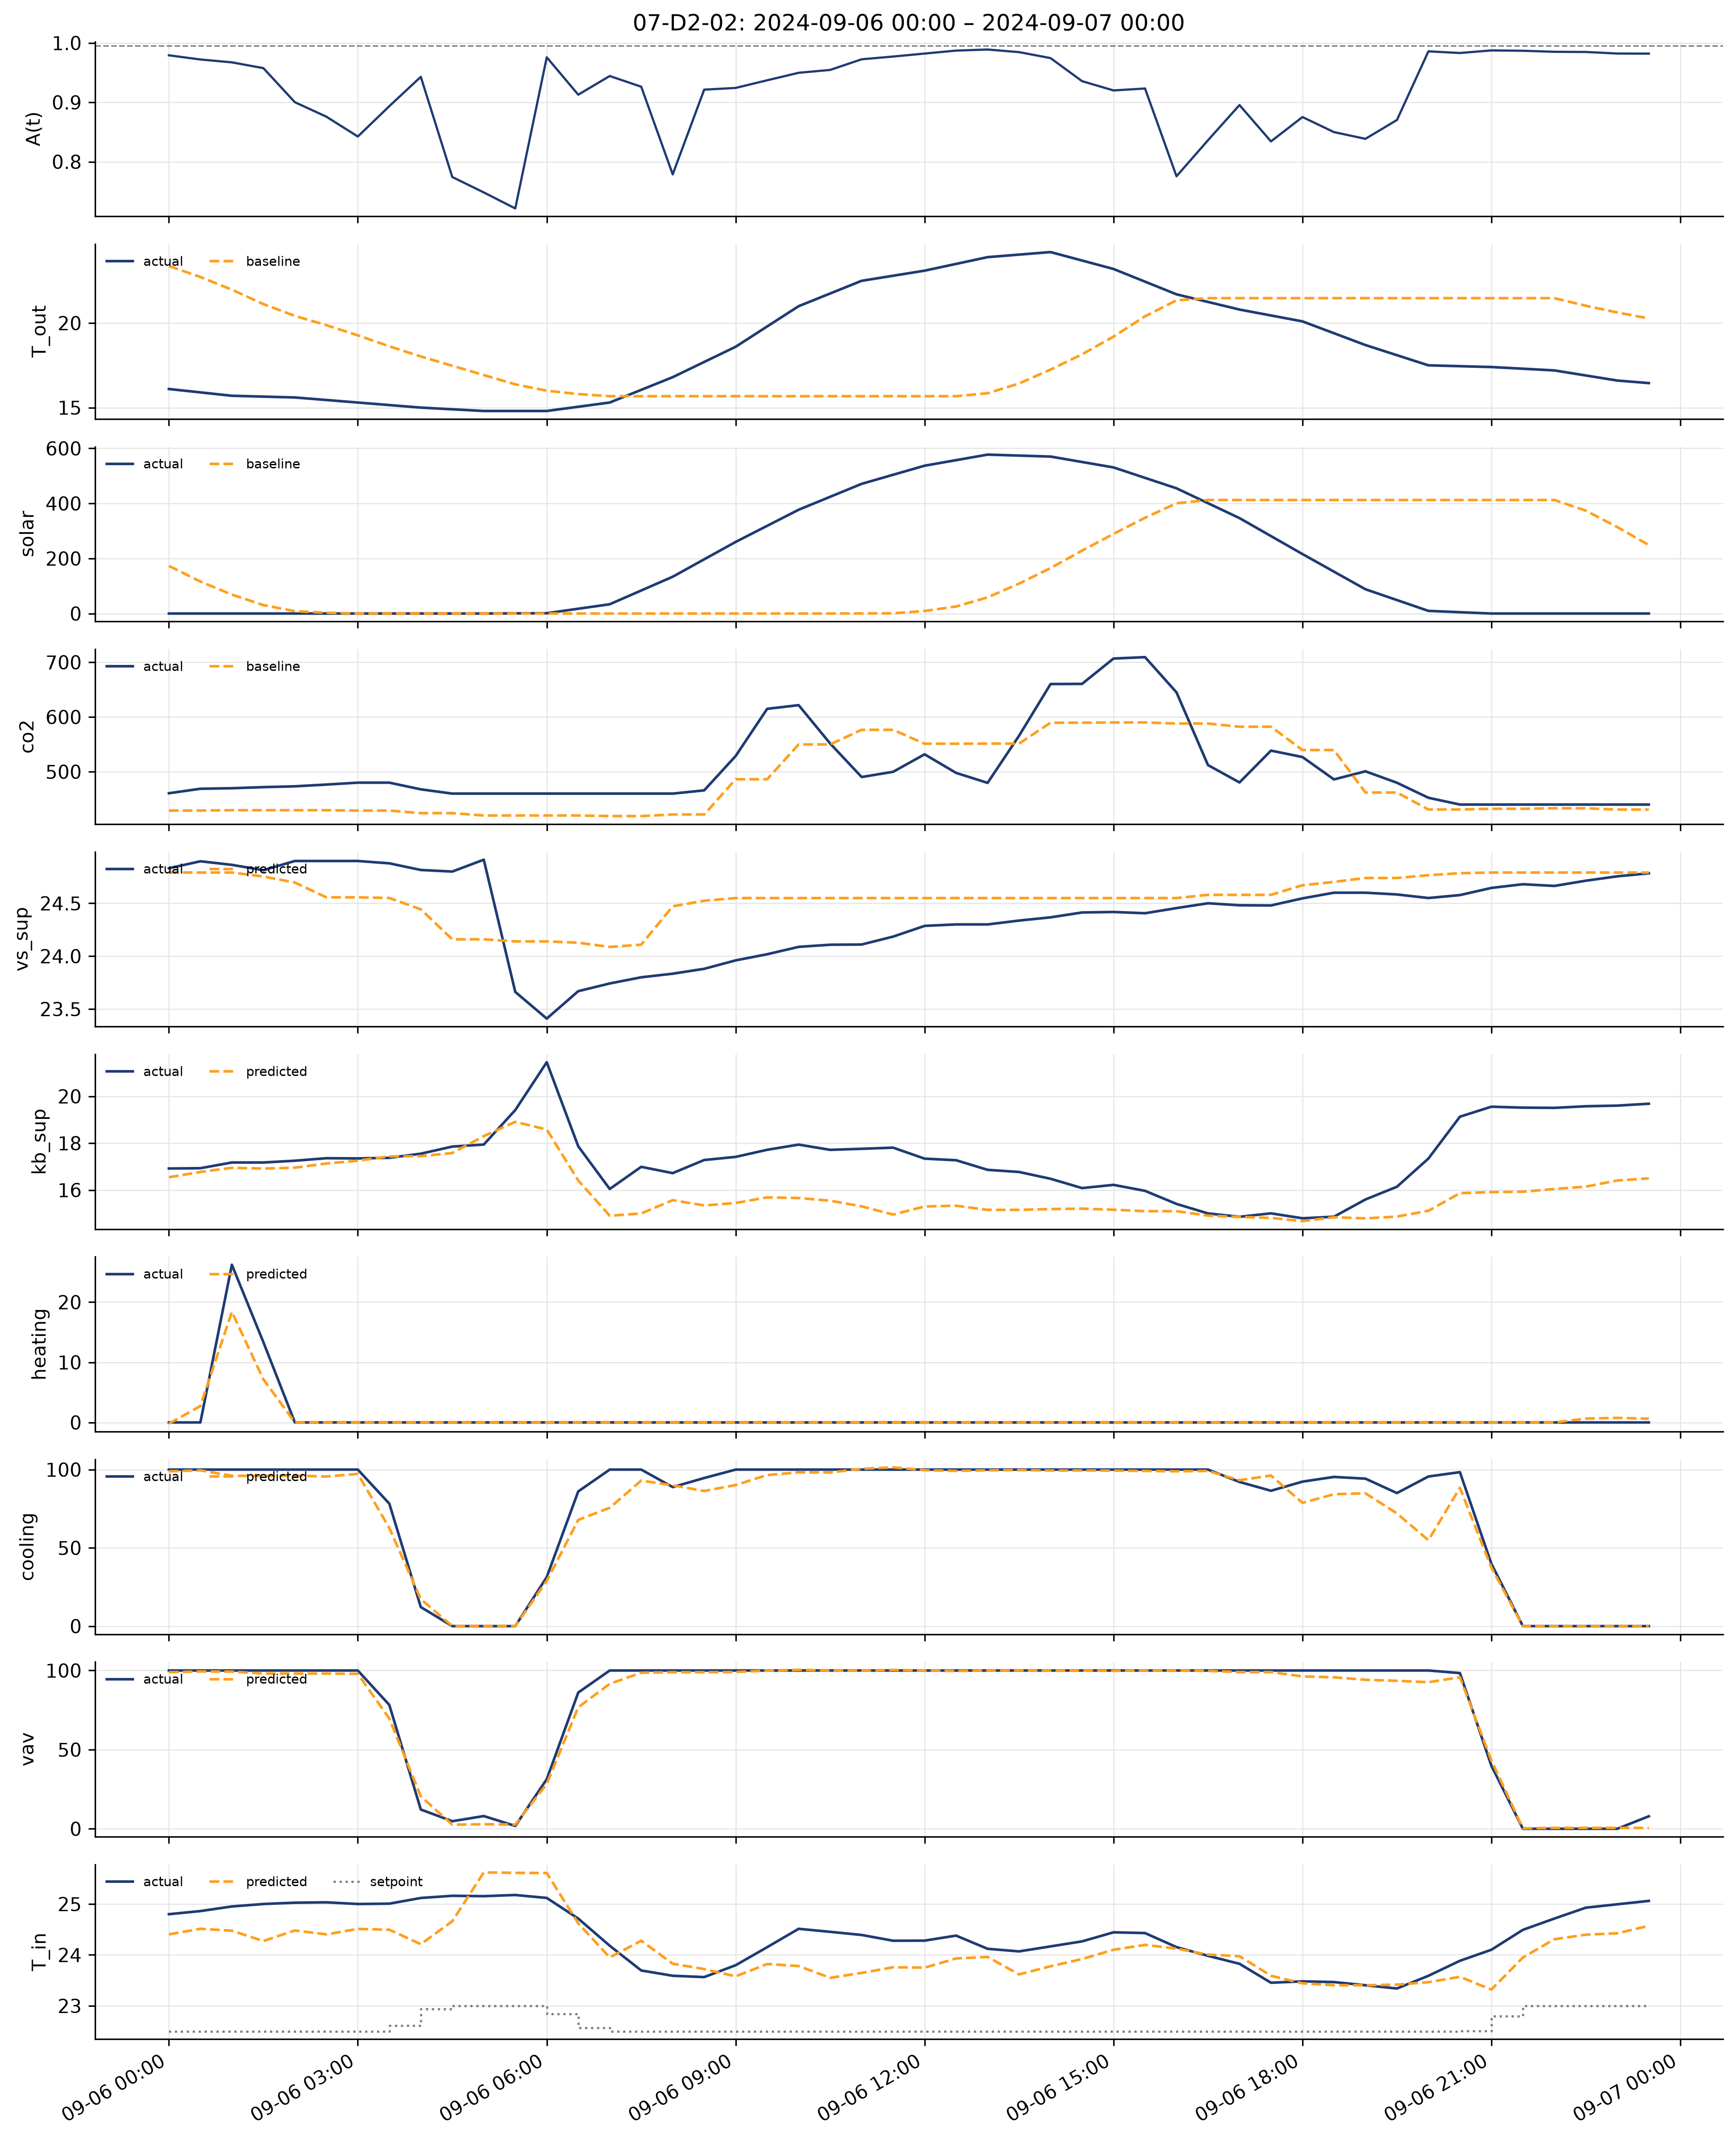 07-D2-02: 2024-09-06 00:00 – 2024-09-07 00:00
1.0
0.9
0.8
A(t)
actual baseline
20
15
T_out
actual baseline
600
400
200
0
solar
actual baseline
700
600
500
co2
actual predicted
24.5
24.0
23.5
vs_sup
actual predicted
20
18
16
kb_sup
actual predicted
20
10
0
heating
100
actual predicted
50
0
cooling
100
actual predicted
50
0
vav
actual predicted setpoint
25
24
23
T_in
09-06 00:00 09-06 03:00 09-06 06:00 09-06 09:00 09-06 12:00 09-06 15:00 09-06 18:00 09-06 21:00 09-07 00:00